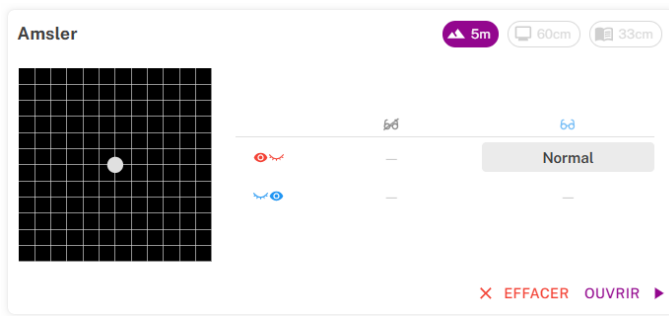 Amsler
5m
60cm
33cm
—
Normal
—
—
EFFACER
OUVRIR